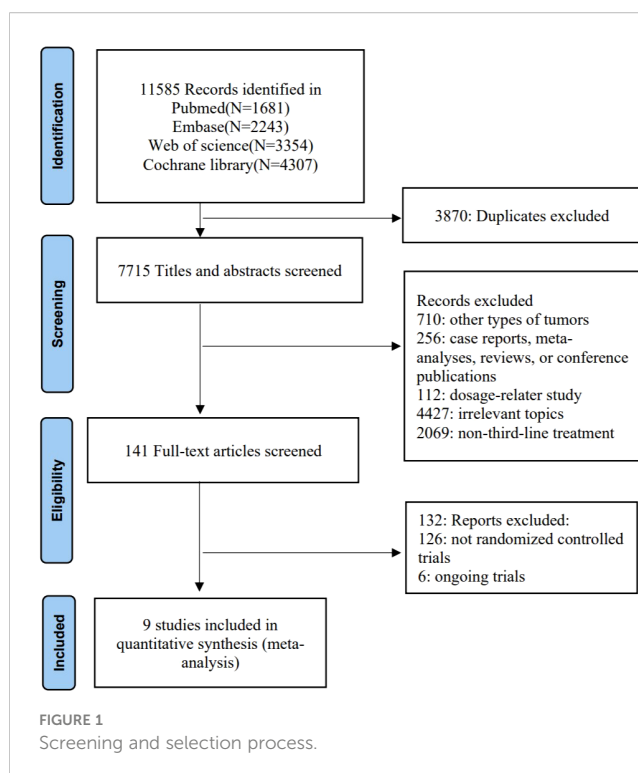 Identification
11585 Records identified in
Pubmed(N=1681)
Embase(N=2243)
Web of science(N=3354)
Cochrane library(N=4307)
3870: Duplicates excluded
Screening
7715 Titles and abstracts screened
Records excluded
710: other types of tumors
256: case reports, meta-
analyses, reviews, or conference
publications
112: dosage-relater study
4427: irrelevant topics
2069: non-third-line treatment
Eligibility
141 Full-text articles screened
132: Reports excluded:
126: not randomized controlled
trials
6: ongoing trials
Included
9 studies included in
quantitative synthesis (meta-
analysis)
FIGURE 1
Screening and selection process.